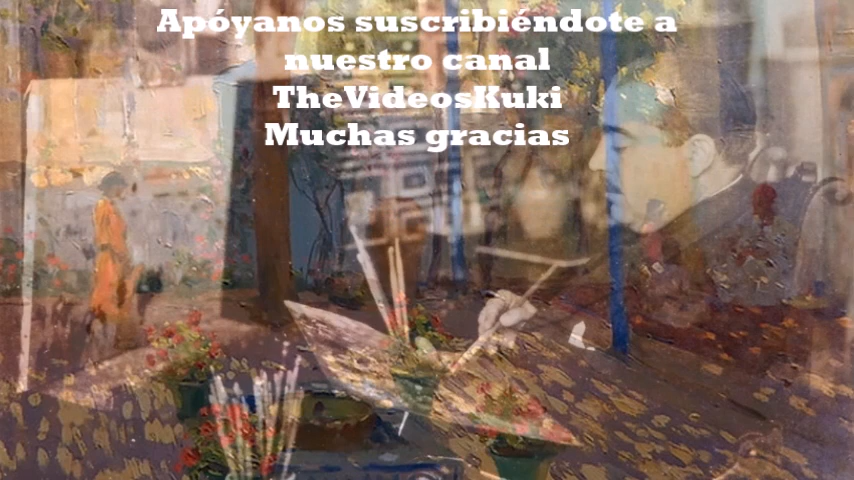 Apóyanos suscribiéndote a
nuestro canal
TheVideosKuki
Muchas gracias